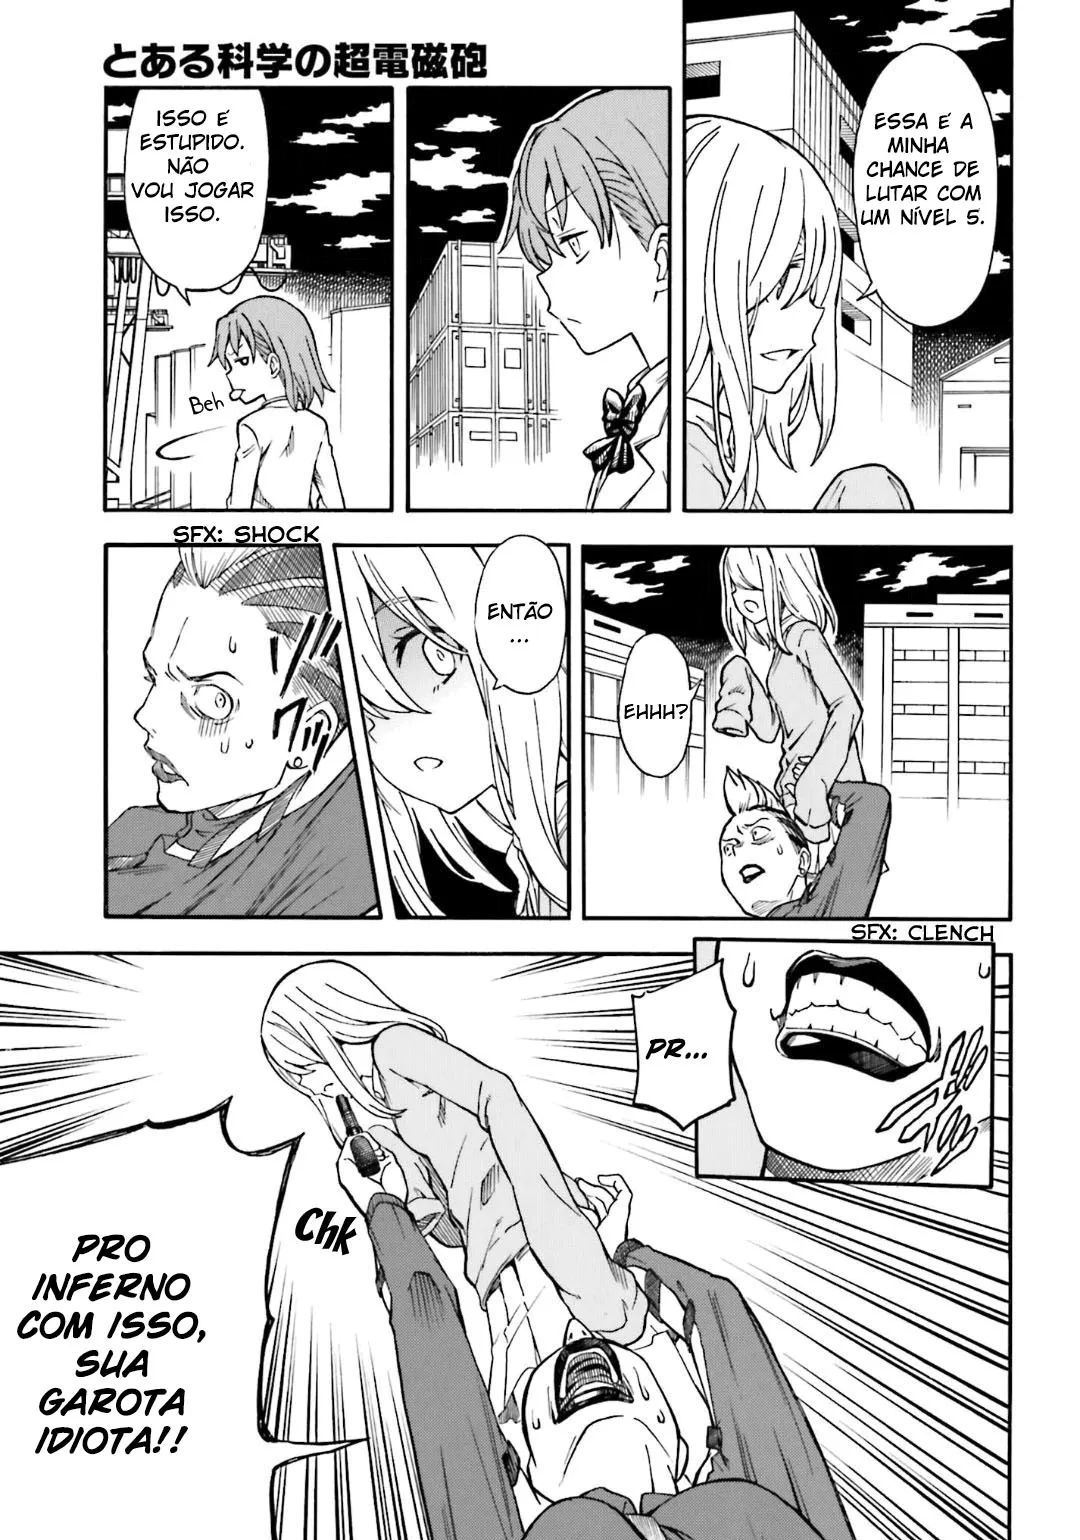 とある科学の超電磁砲
ESSA E A
MINHA
CHANCE DE
LUTAR COM
UM NÍVEL 5.
ISSO E
ESTUPIDO.
NÃO
VOU JOGAR
ISSO.
Beh
EHHH?
ENTÃO
...
SFX: SHOCK
SFX: CLENCH
PR...
Chk
PRO
INFERNO
COM ISSO,
SUA
GAROTA
IDIOTA!!